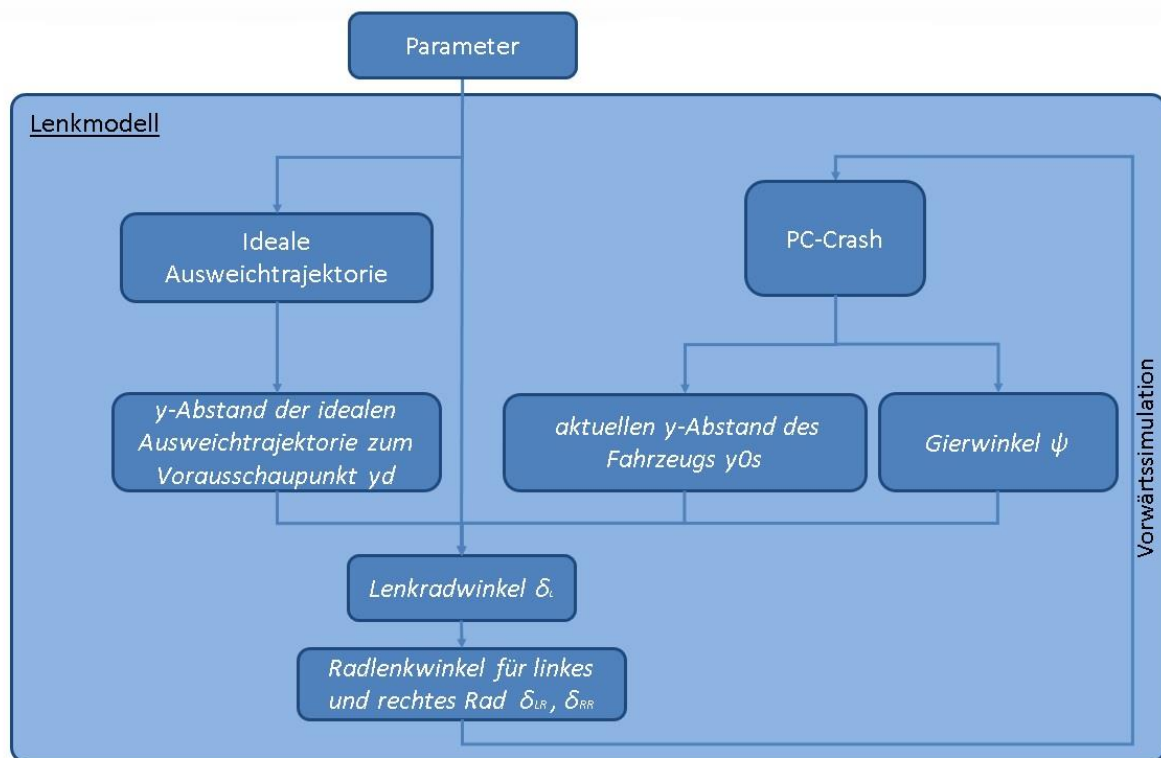 Parameter
Lenkmodell
Ideale
Ausweichtrajektorie
PC-Crash
y-Abstand der idealen
Ausweichtrajektorie zum
Vorausschaupunkt yd
aktuellen y-Abstand des
Fahrzeugs y0s
Gierwinkel ψ
Vorwärtssimulation
Lenkradwinkel δL
Radlenkwinkel für linkes
und rechtes Rad δLR, δRR